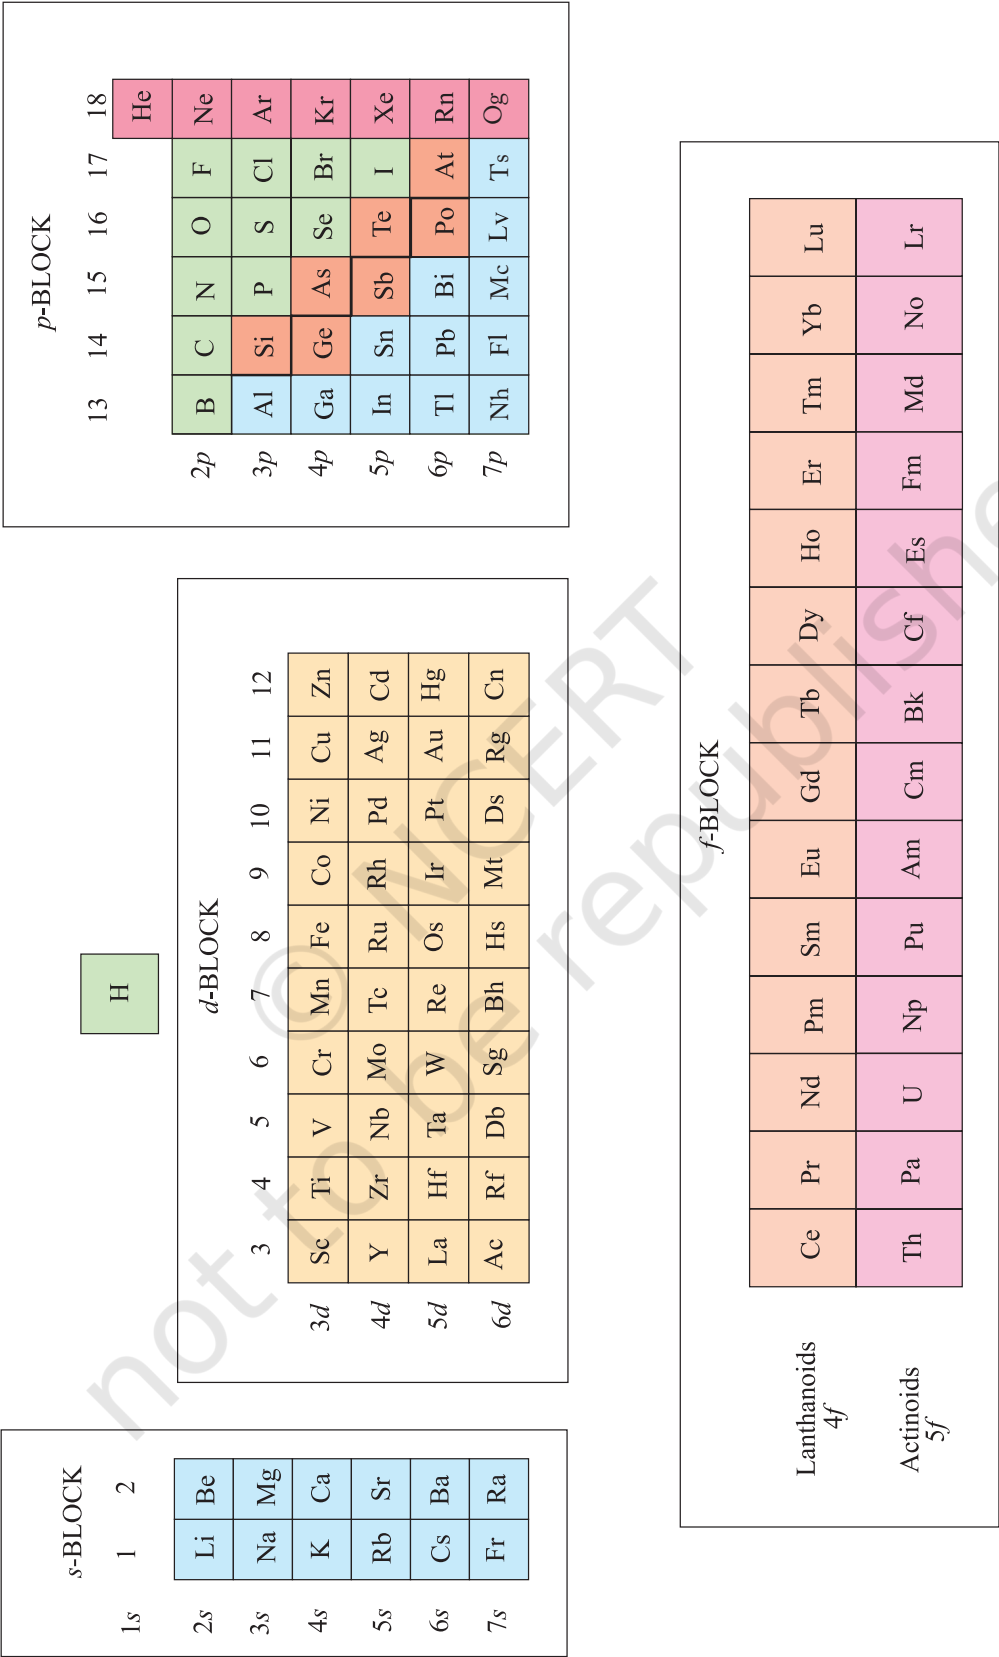 H
s-BLOCK
1 2
1s
2s Li Be
3s Na Mg
4s K Ca
5s Rb Sr
6s Cs Ba
7s Fr Ra
d-BLOCK
3 4 5 6 7 8 9 10 11 12
3d Sc Ti V Cr Mn Fe Co Ni Cu Zn
4d Y Zr Nb Mo Tc Ru Rh Pd Ag Cd
5d La Hf Ta W Re Os Ir Pt Au Hg
6d Ac Rf Db Sg Bh Hs Mt Ds Rg Cn
p-BLOCK
13 14 15 16 17 18
He
2p B C N O F Ne
3p Al Si P S Cl Ar
4p Ga Ge As Se Br Kr
5p In Sn Sb Te I Xe
6p Tl Pb Bi Po At Rn
7p Nh Fl Mc Lv Ts Og
f-BLOCK
Lanthanoids
4f
Ce Pr Nd Pm Sm Eu Gd Tb Dy Ho Er Tm Yb Lu
Actinoids
5f
Th Pa U Np Pu Am Cm Bk Cf Es Fm Md No Lr
© NCERT
not to be republishe